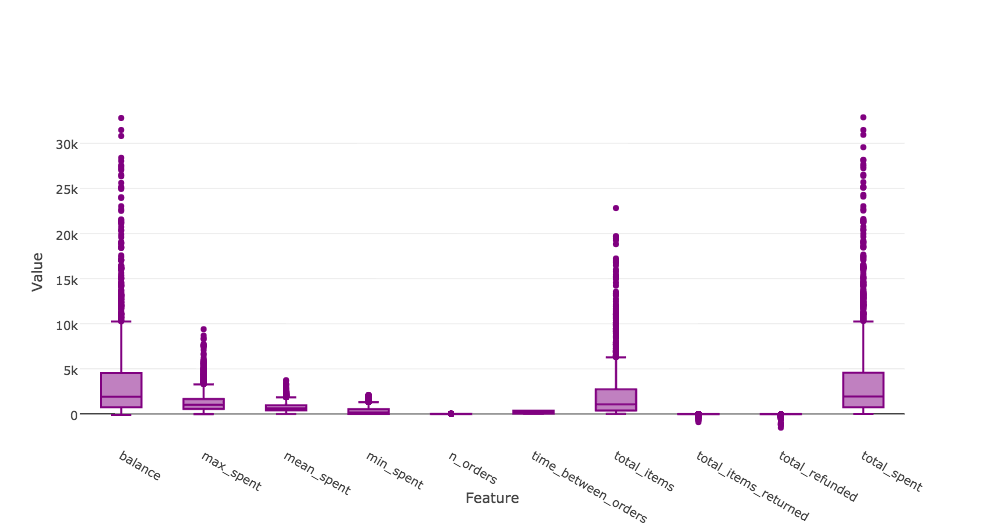 30k
25k
20k
15k
10k
5k
0
Value
balance
max_spent
mean_spent
min_spent
n_orders
time_between_orders
total_items
total_items_returned
total_refunded
total_spent
Feature